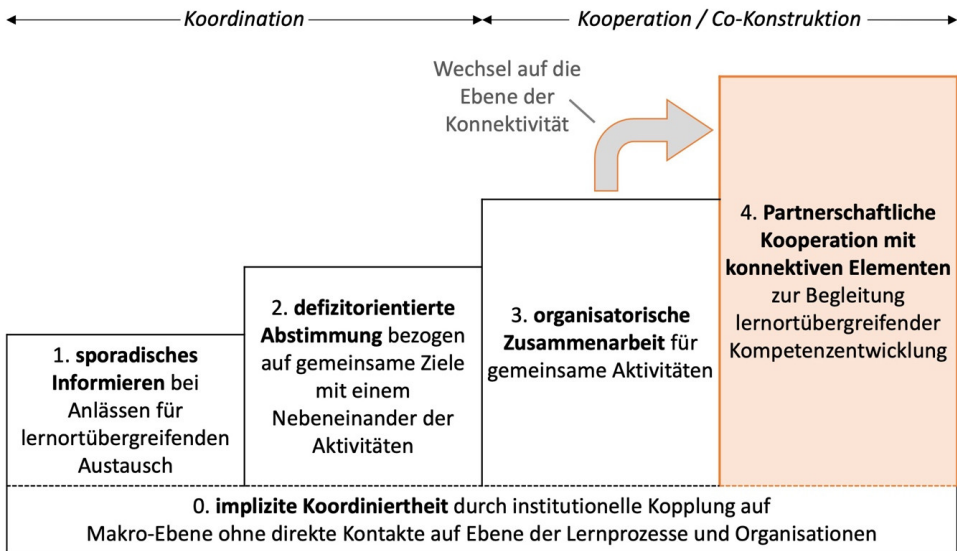 Koordination
Kooperation / Co-Konstruktion
Wechsel auf die
Ebene der
Konnektivität
4. Partnerschaftliche
Kooperation mit
konnektiven Elementen
zur Begleitung
lernortübergreifender
Kompetenzentwicklung
3. organisatorische
Zusammenarbeit für
gemeinsame Aktivitäten
2. defizitorientierte
Abstimmung bezogen
auf gemeinsame Ziele
mit einem
Nebeneinander der
Aktivitäten
1. sporadisches
Informieren bei
Anlässen für
lernortübergreifenden
Austausch
0. implizite Koordiniertheit durch institutionelle Kopplung auf
Makro-Ebene ohne direkte Kontakte auf Ebene der Lernprozesse und Organisationen